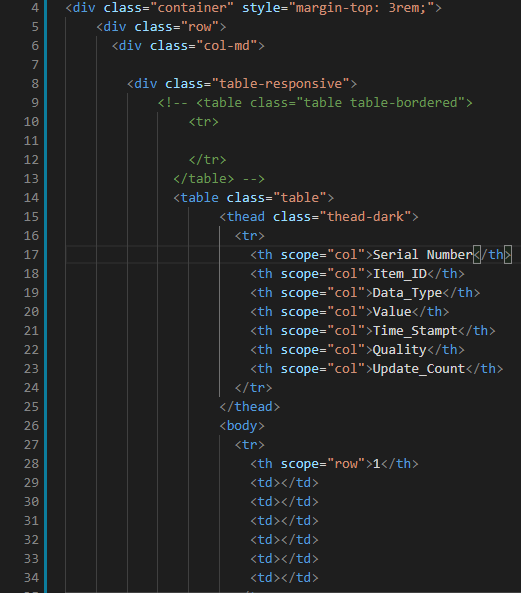 4 <div class="container" style="margin-top: 3rem;">
5 <div class="row">
6 <div class="col-md">
7
8 <div class="table-responsive">
9 <!-- <table class="table table-bordered">
10 <tr>
11
12 </tr>
13 </table> -->
14 <table class="table">
15 <thead class="thead-dark">
16 <tr>
17 <th scope="col">Serial Number</th>
18 <th scope="col">Item_ID</th>
19 <th scope="col">Data_Type</th>
20 <th scope="col">Value</th>
21 <th scope="col">Time_Stampt</th>
22 <th scope="col">Quality</th>
23 <th scope="col">Update_Count</th>
24 </tr>
25 </thead>
26 <body>
27 <tr>
28 <th scope="row">1</th>
29 <td></td>
30 <td></td>
31 <td></td>
32 <td></td>
33 <td></td>
34 <td></td>